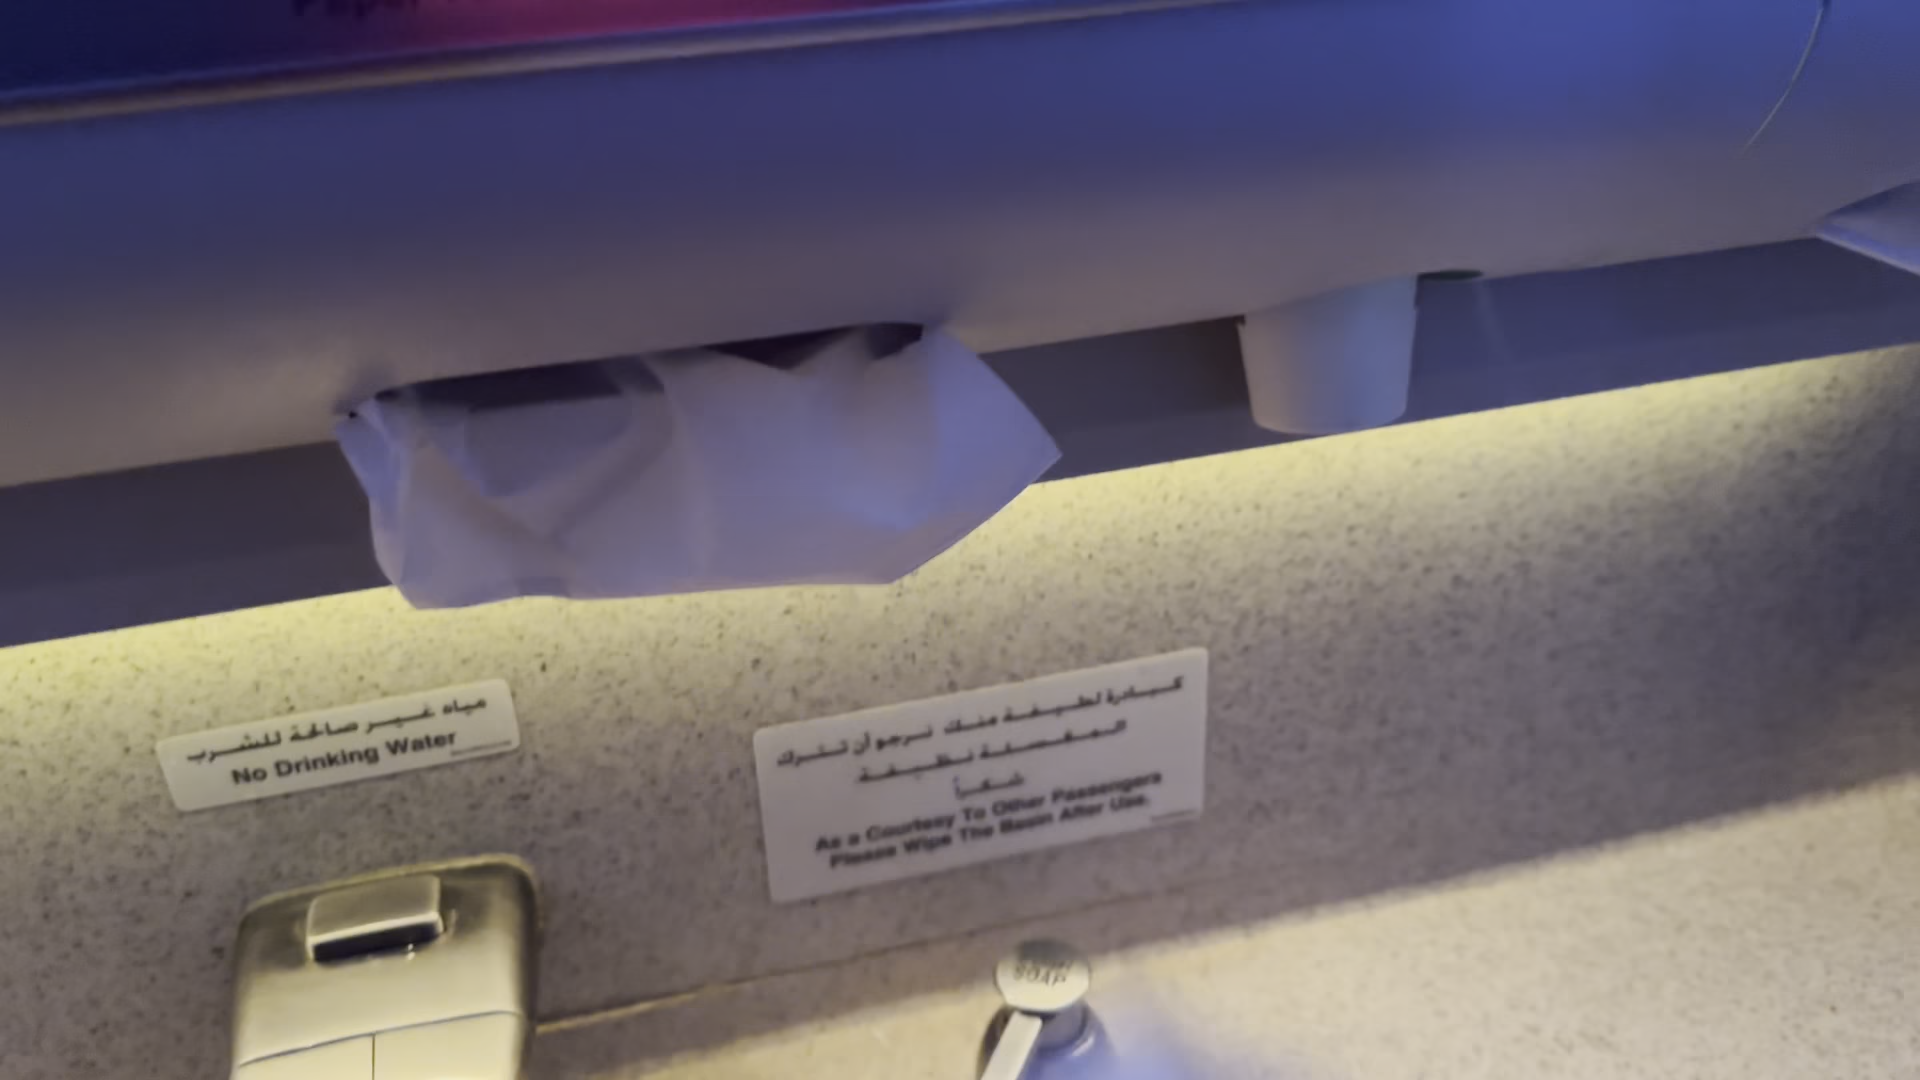 مياه غير صالحة للشرب
No Drinking Water
كبادرة لطيفة منك نرجو أن تترك
المغسلة نظيفة
شكراً
As a Courtesy To Other Passengers
Please Wipe The Basin After Use.
SOAP